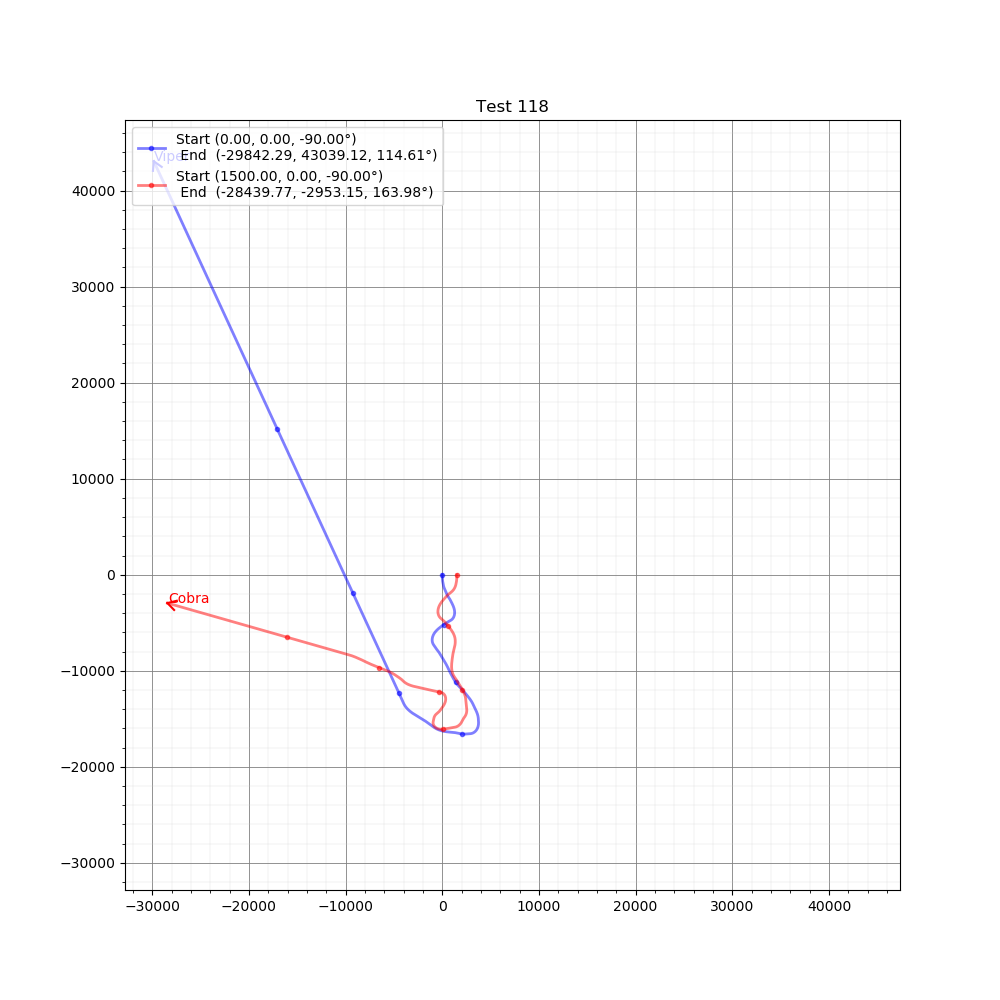 Test 118
Start (0.00, 0.00, -90.00°)
End  (-29842.29, 43039.12, 114.61°)
Start (1500.00, 0.00, -90.00°)
End  (-28439.77, -2953.15, 163.98°)
Cobra
40000
30000
20000
10000
0
−10000
−20000
−30000
−30000 −20000 −10000 0 10000 20000 30000 40000